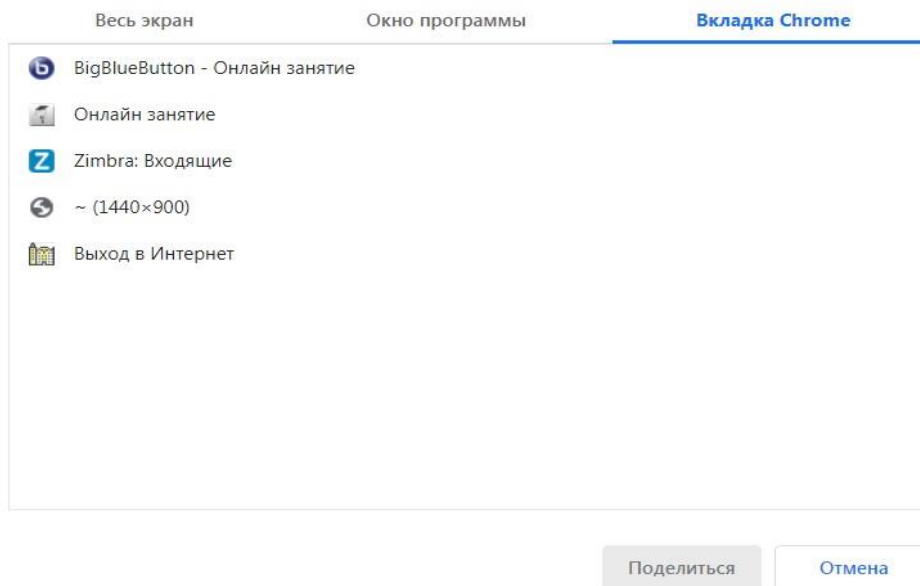 Весь экран
Окно программы
Вкладка Chrome
BigBlueButton - Онлайн занятие
Онлайн занятие
Zimbra: Входящие
~ (1440×900)
Выход в Интернет
Поделиться
Отмена